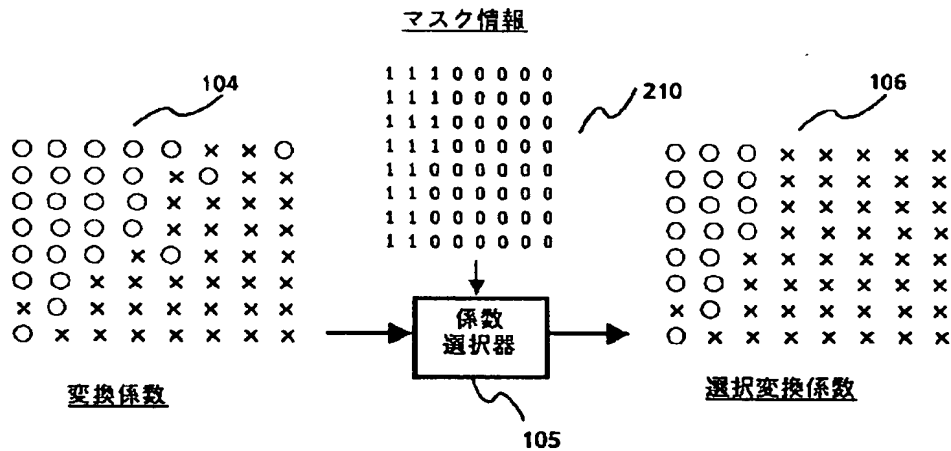 マスク情報
1 1 1 0 0 0 0 0
1 1 1 0 0 0 0 0
1 1 1 0 0 0 0 0
1 1 1 0 0 0 0 0
1 1 0 0 0 0 0 0
1 1 0 0 0 0 0 0
1 1 0 0 0 0 0 0
1 1 0 0 0 0 0 0
210
104
○ ○ ○ ○ ○ × × ○
○ ○ ○ ○ × ○ × ×
○ ○ ○ ○ × × × ×
○ ○ ○ ○ × × × ×
○ ○ ○ × ○ × × ×
○ ○ × × × × × ×
× ○ × × × × × ×
○ × × × × × × ×
変換係数
係数
選択器
105
106
○ ○ ○ × × × × ×
○ ○ ○ × × × × ×
○ ○ ○ × × × × ×
○ ○ ○ × × × × ×
○ ○ × × × × × ×
○ ○ × × × × × ×
× ○ × × × × × ×
○ × × × × × × ×
選択変換係数